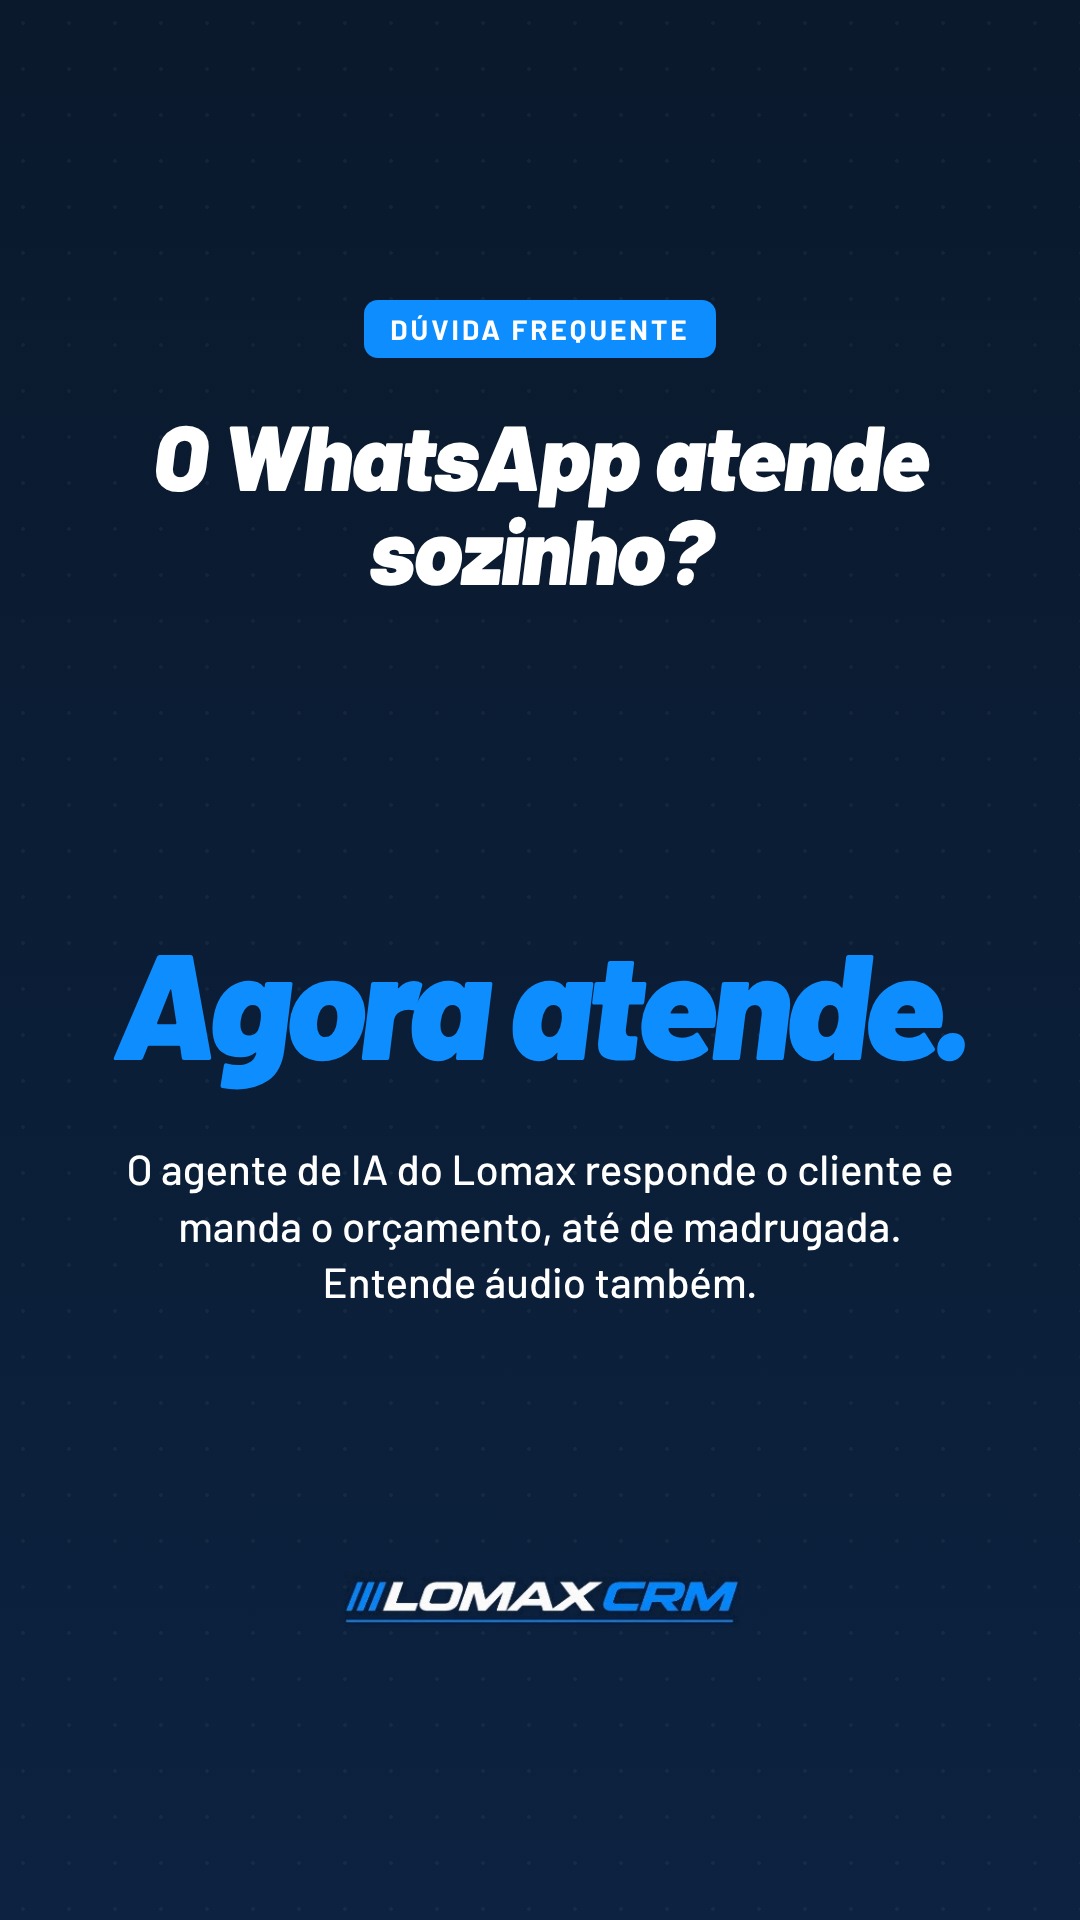 DÚVIDA FREQUENTE
O WhatsApp atende
sozinho?
Agora atende.
O agente de IA do Lomax responde o cliente e
manda o orçamento, até de madrugada.
Entende áudio também.
LOMAX CRM